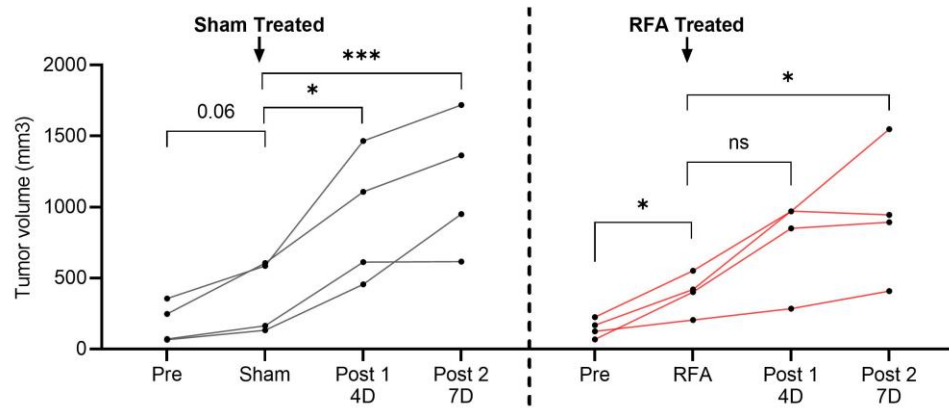 Sham Treated
RFA Treated
Tumor volume (mm3)
2000
1500
1000
500
0
0.06
*
***
*
ns
*
Pre
Sham
Post 1
4D
Post 2
7D
Pre
RFA
Post 1
4D
Post 2
7D